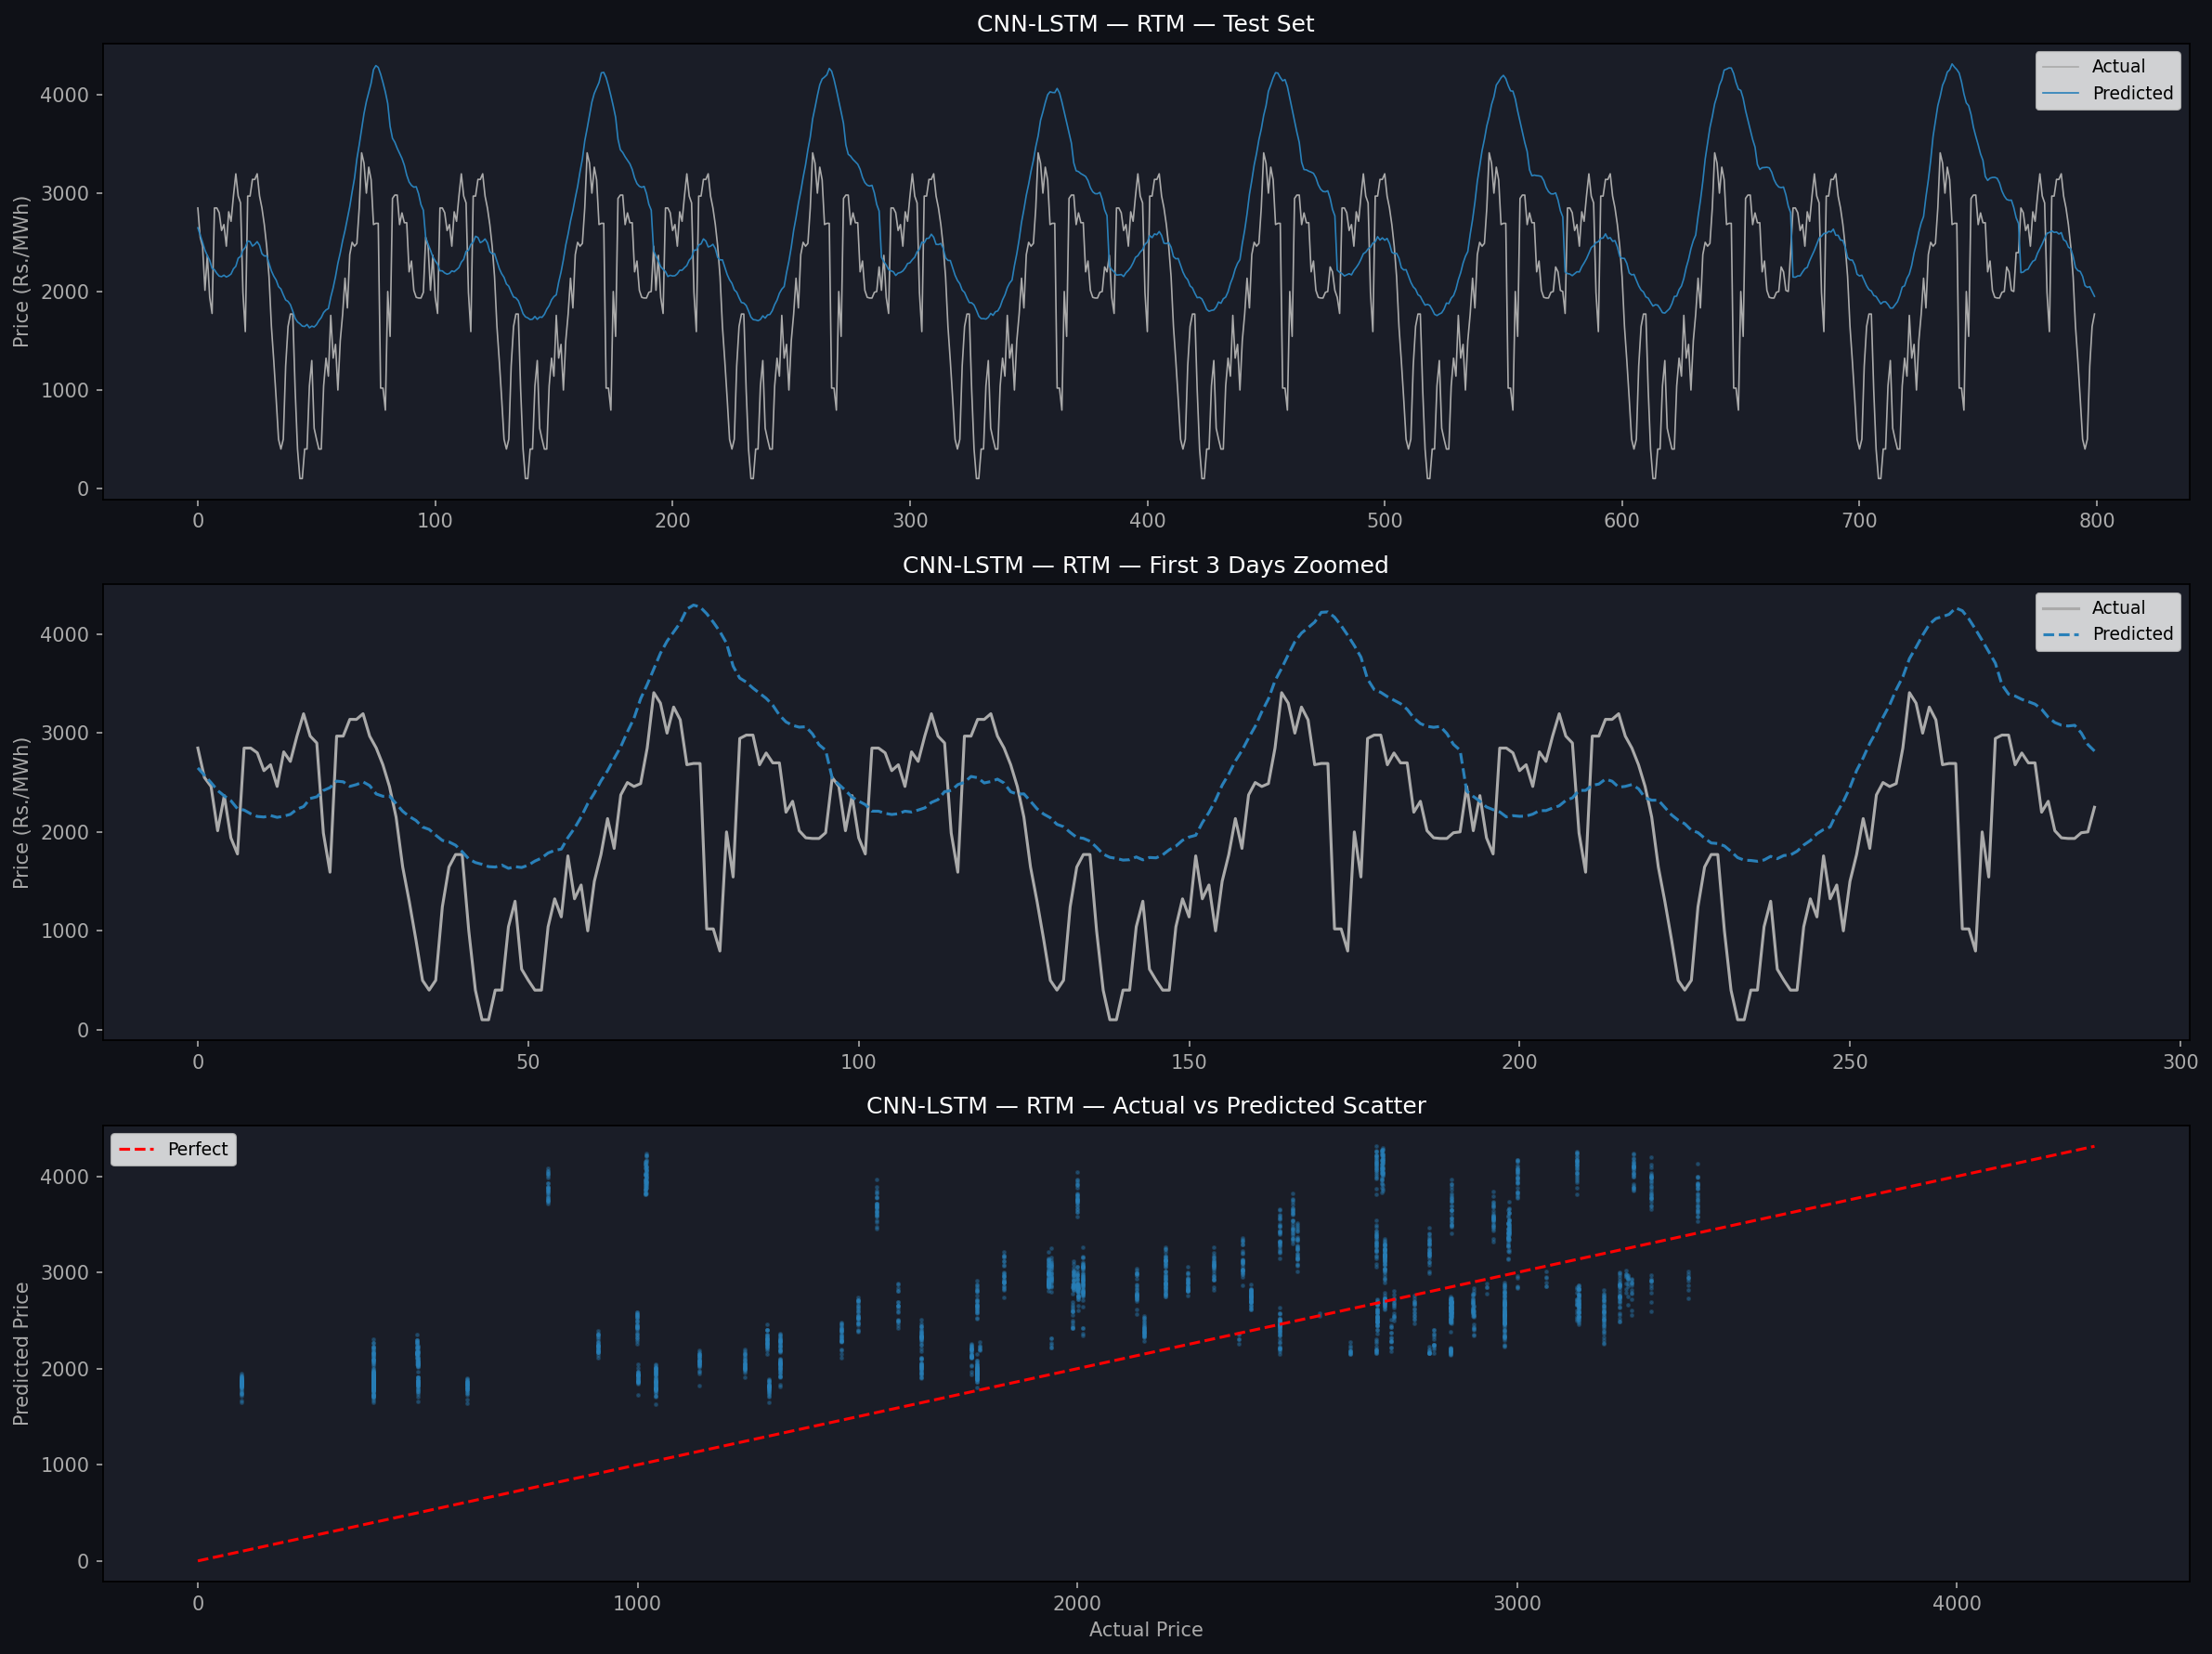 CNN-LSTM — RTM — Test Set
Price (Rs./MWh)
4000
3000
2000
1000
0
Actual
Predicted
0 100 200 300 400 500 600 700 800
CNN-LSTM — RTM — First 3 Days Zoomed
Price (Rs./MWh)
4000
3000
2000
1000
0
Actual
Predicted
0 50 100 150 200 250 300
CNN-LSTM — RTM — Actual vs Predicted Scatter
Predicted Price
4000
3000
2000
1000
0
Perfect
0 1000 2000 3000 4000
Actual Price